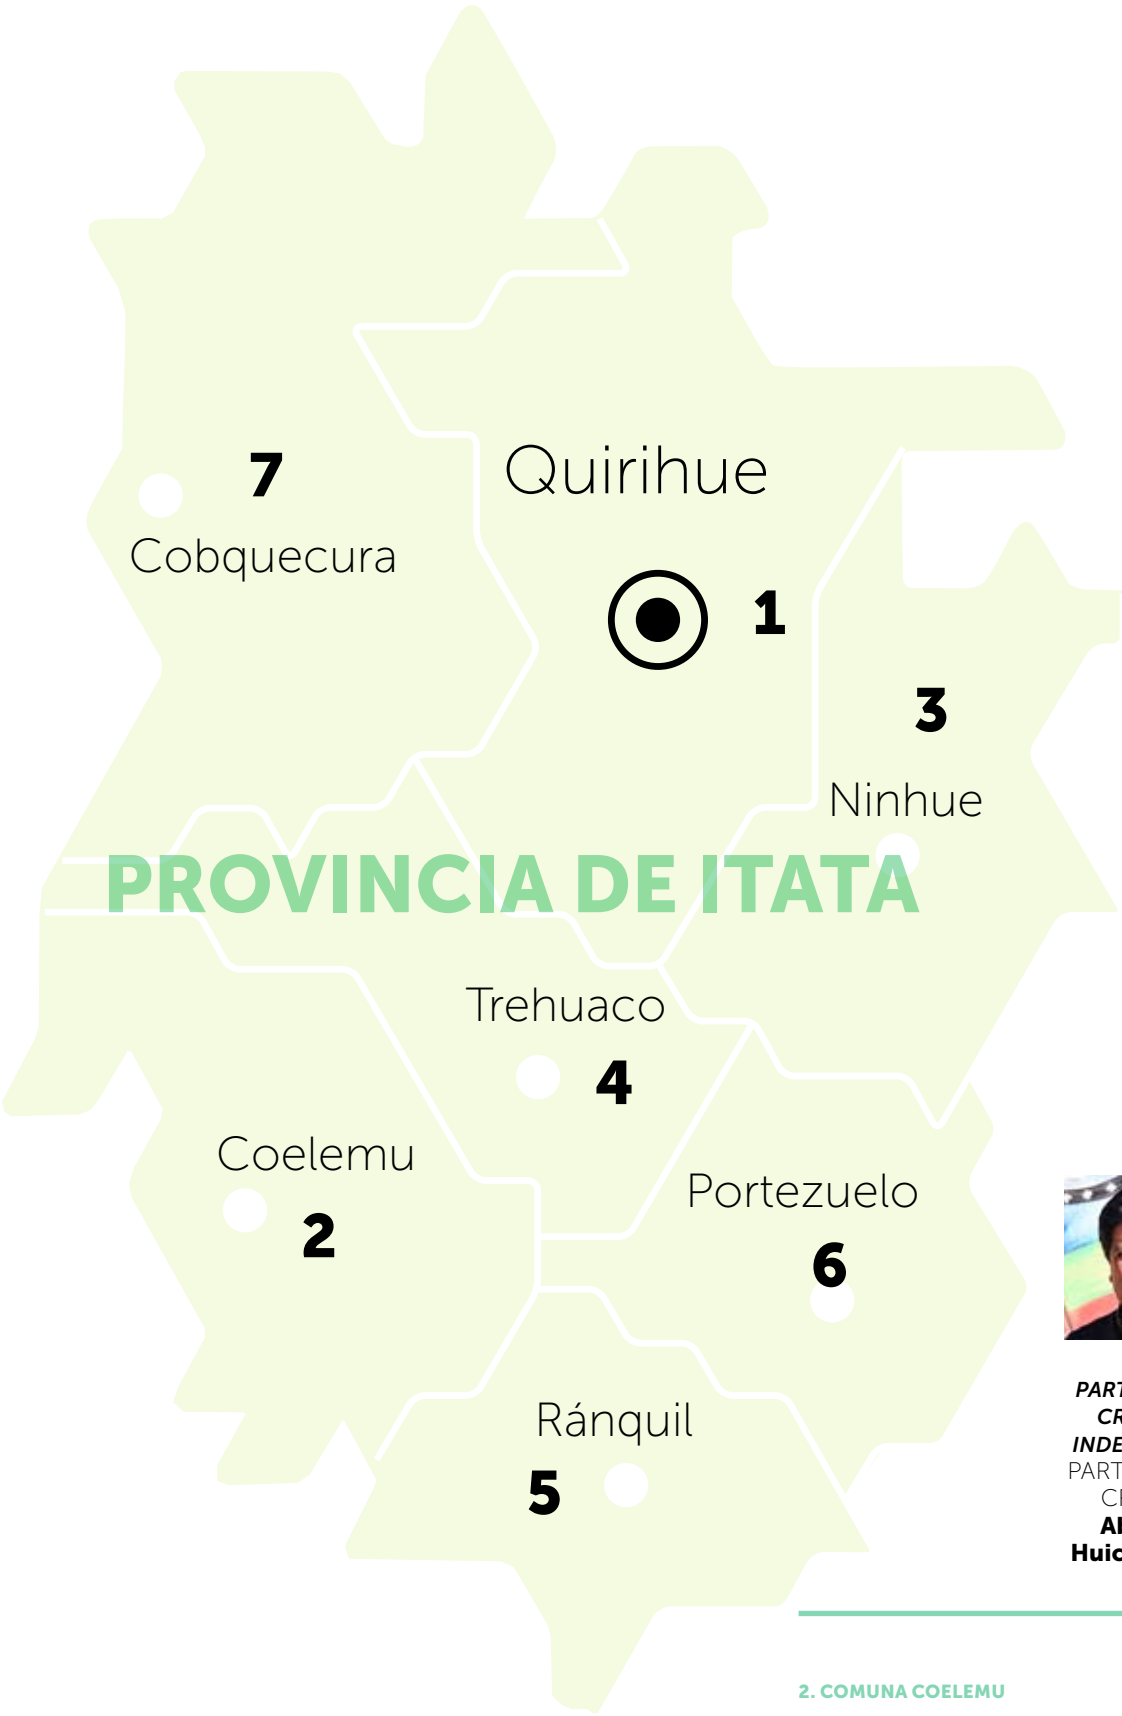 7
Cobquecura
Quirihue
1
3
Ninhue
PROVINCIA DE ITATA
Trehuaco
4
Coelemu
2
Portezuelo
6
Ránquil
5
2. COMUNA COELEMU